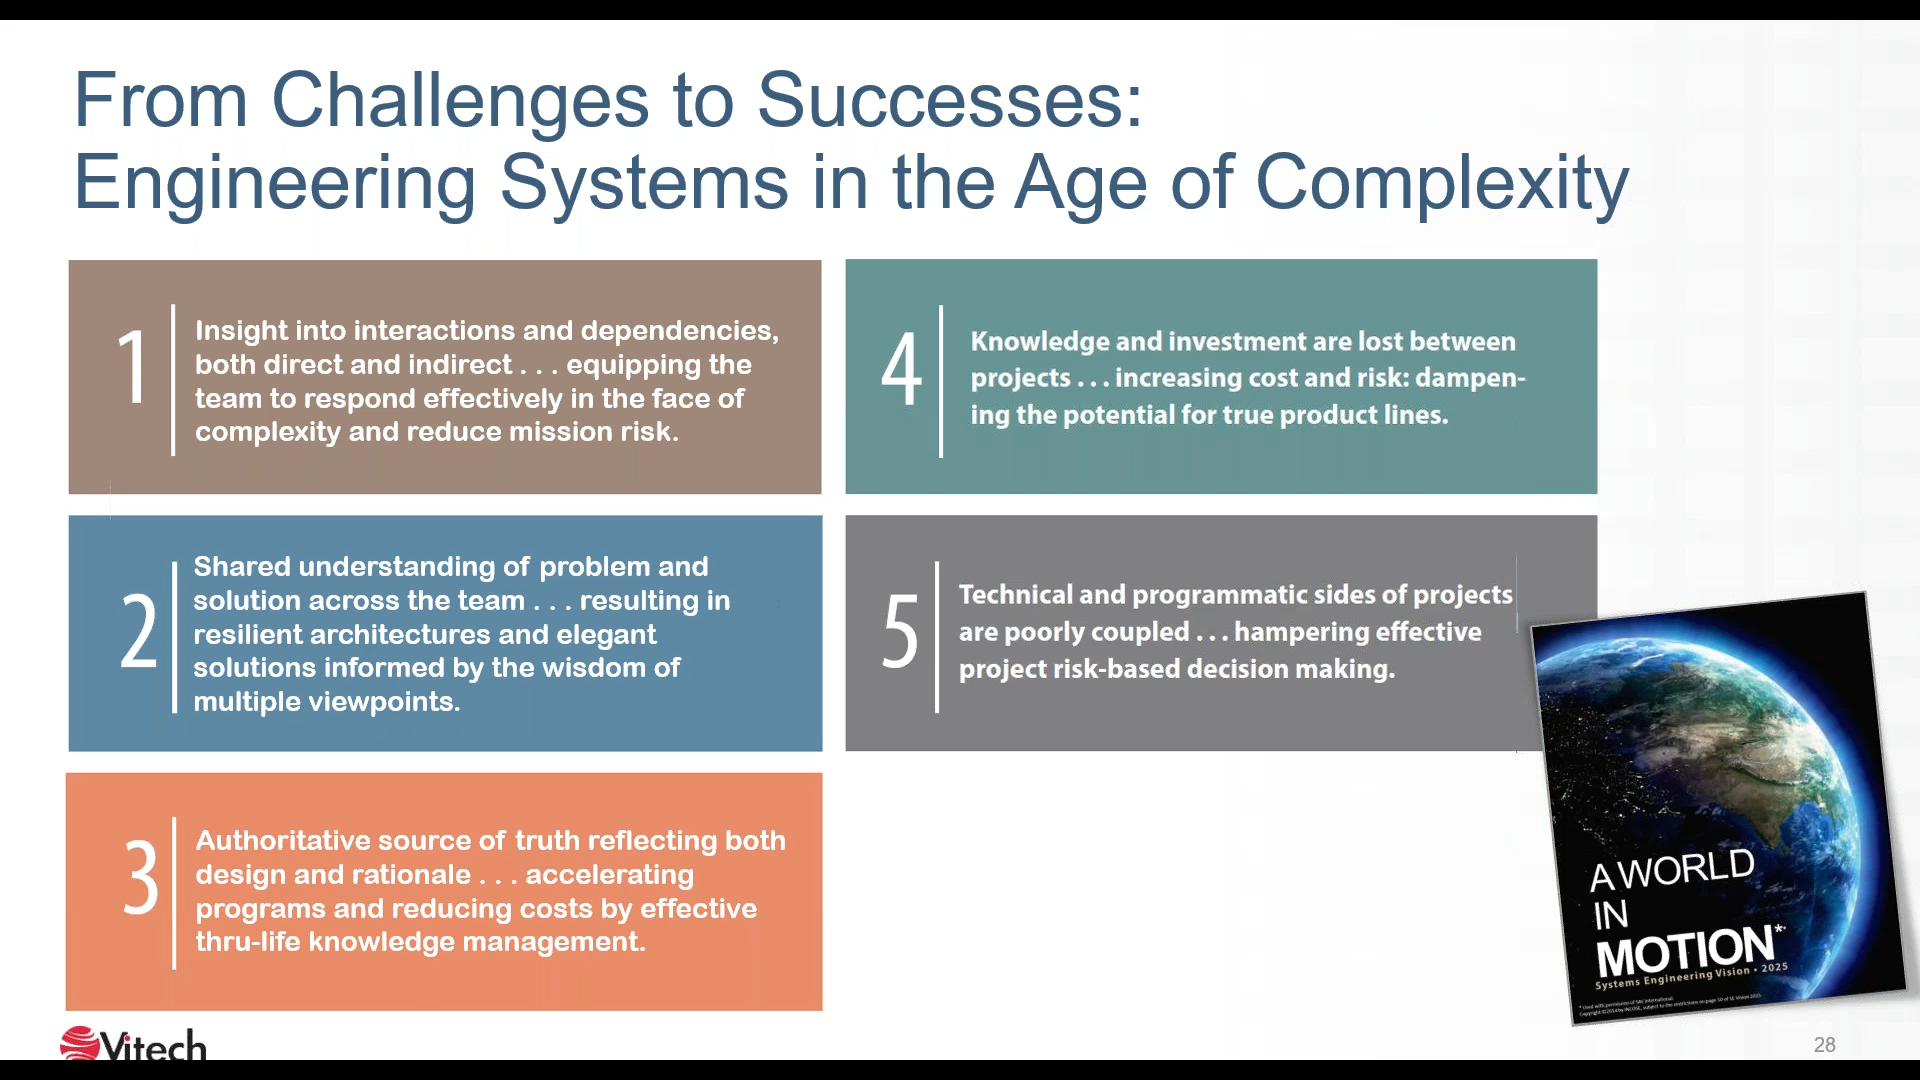 From Challenges to Successes:
Engineering Systems in the Age of Complexity
1
Insight into interactions and dependencies,
both direct and indirect . . . equipping the
team to respond effectively in the face of
complexity and reduce mission risk.
2
Shared understanding of problem and
solution across the team . . . resulting in
resilient architectures and elegant
solutions informed by the wisdom of
multiple viewpoints.
3
Authoritative source of truth reflecting both
design and rationale . . . accelerating
programs and reducing costs by effective
thru-life knowledge management.
4
Knowledge and investment are lost between
projects . . . increasing cost and risk: dampen-
ing the potential for true product lines.
5
Technical and programmatic sides of projects
are poorly coupled . . . hampering effective
project risk-based decision making.
A WORLD
IN
MOTION*
Systems Engineering Vision • 2025
Vitech
28